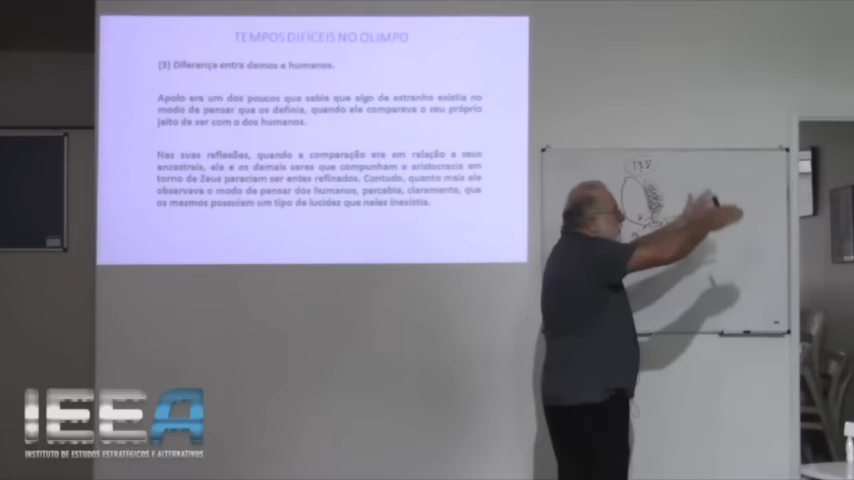 TEMPOS DIFÍCEIS NO OLIMPO
(3) Diferença entre demos e humanos.
Apolo era um dos poucos que sabia que algo de estranho existia no
modo de pensar que os definia, quando ele comparava o seu próprio
jeito de ser com o dos humanos.
Nas suas reflexões, quando a comparação era em relação a seus
ancestrais, ele e os demais seres que compunham a aristocracia em
torno de Zeus pareciam ser entes refinados. Contudo, quanto mais ele
observava o modo de pensar dos humanos, percebia, claramente, que
os mesmos possuíam um tipo de lucidez que neles inexistia.
13.8
IEEA
INSTITUTO DE ESTUDOS ESTRATÉGICOS E ALTERNATIVOS